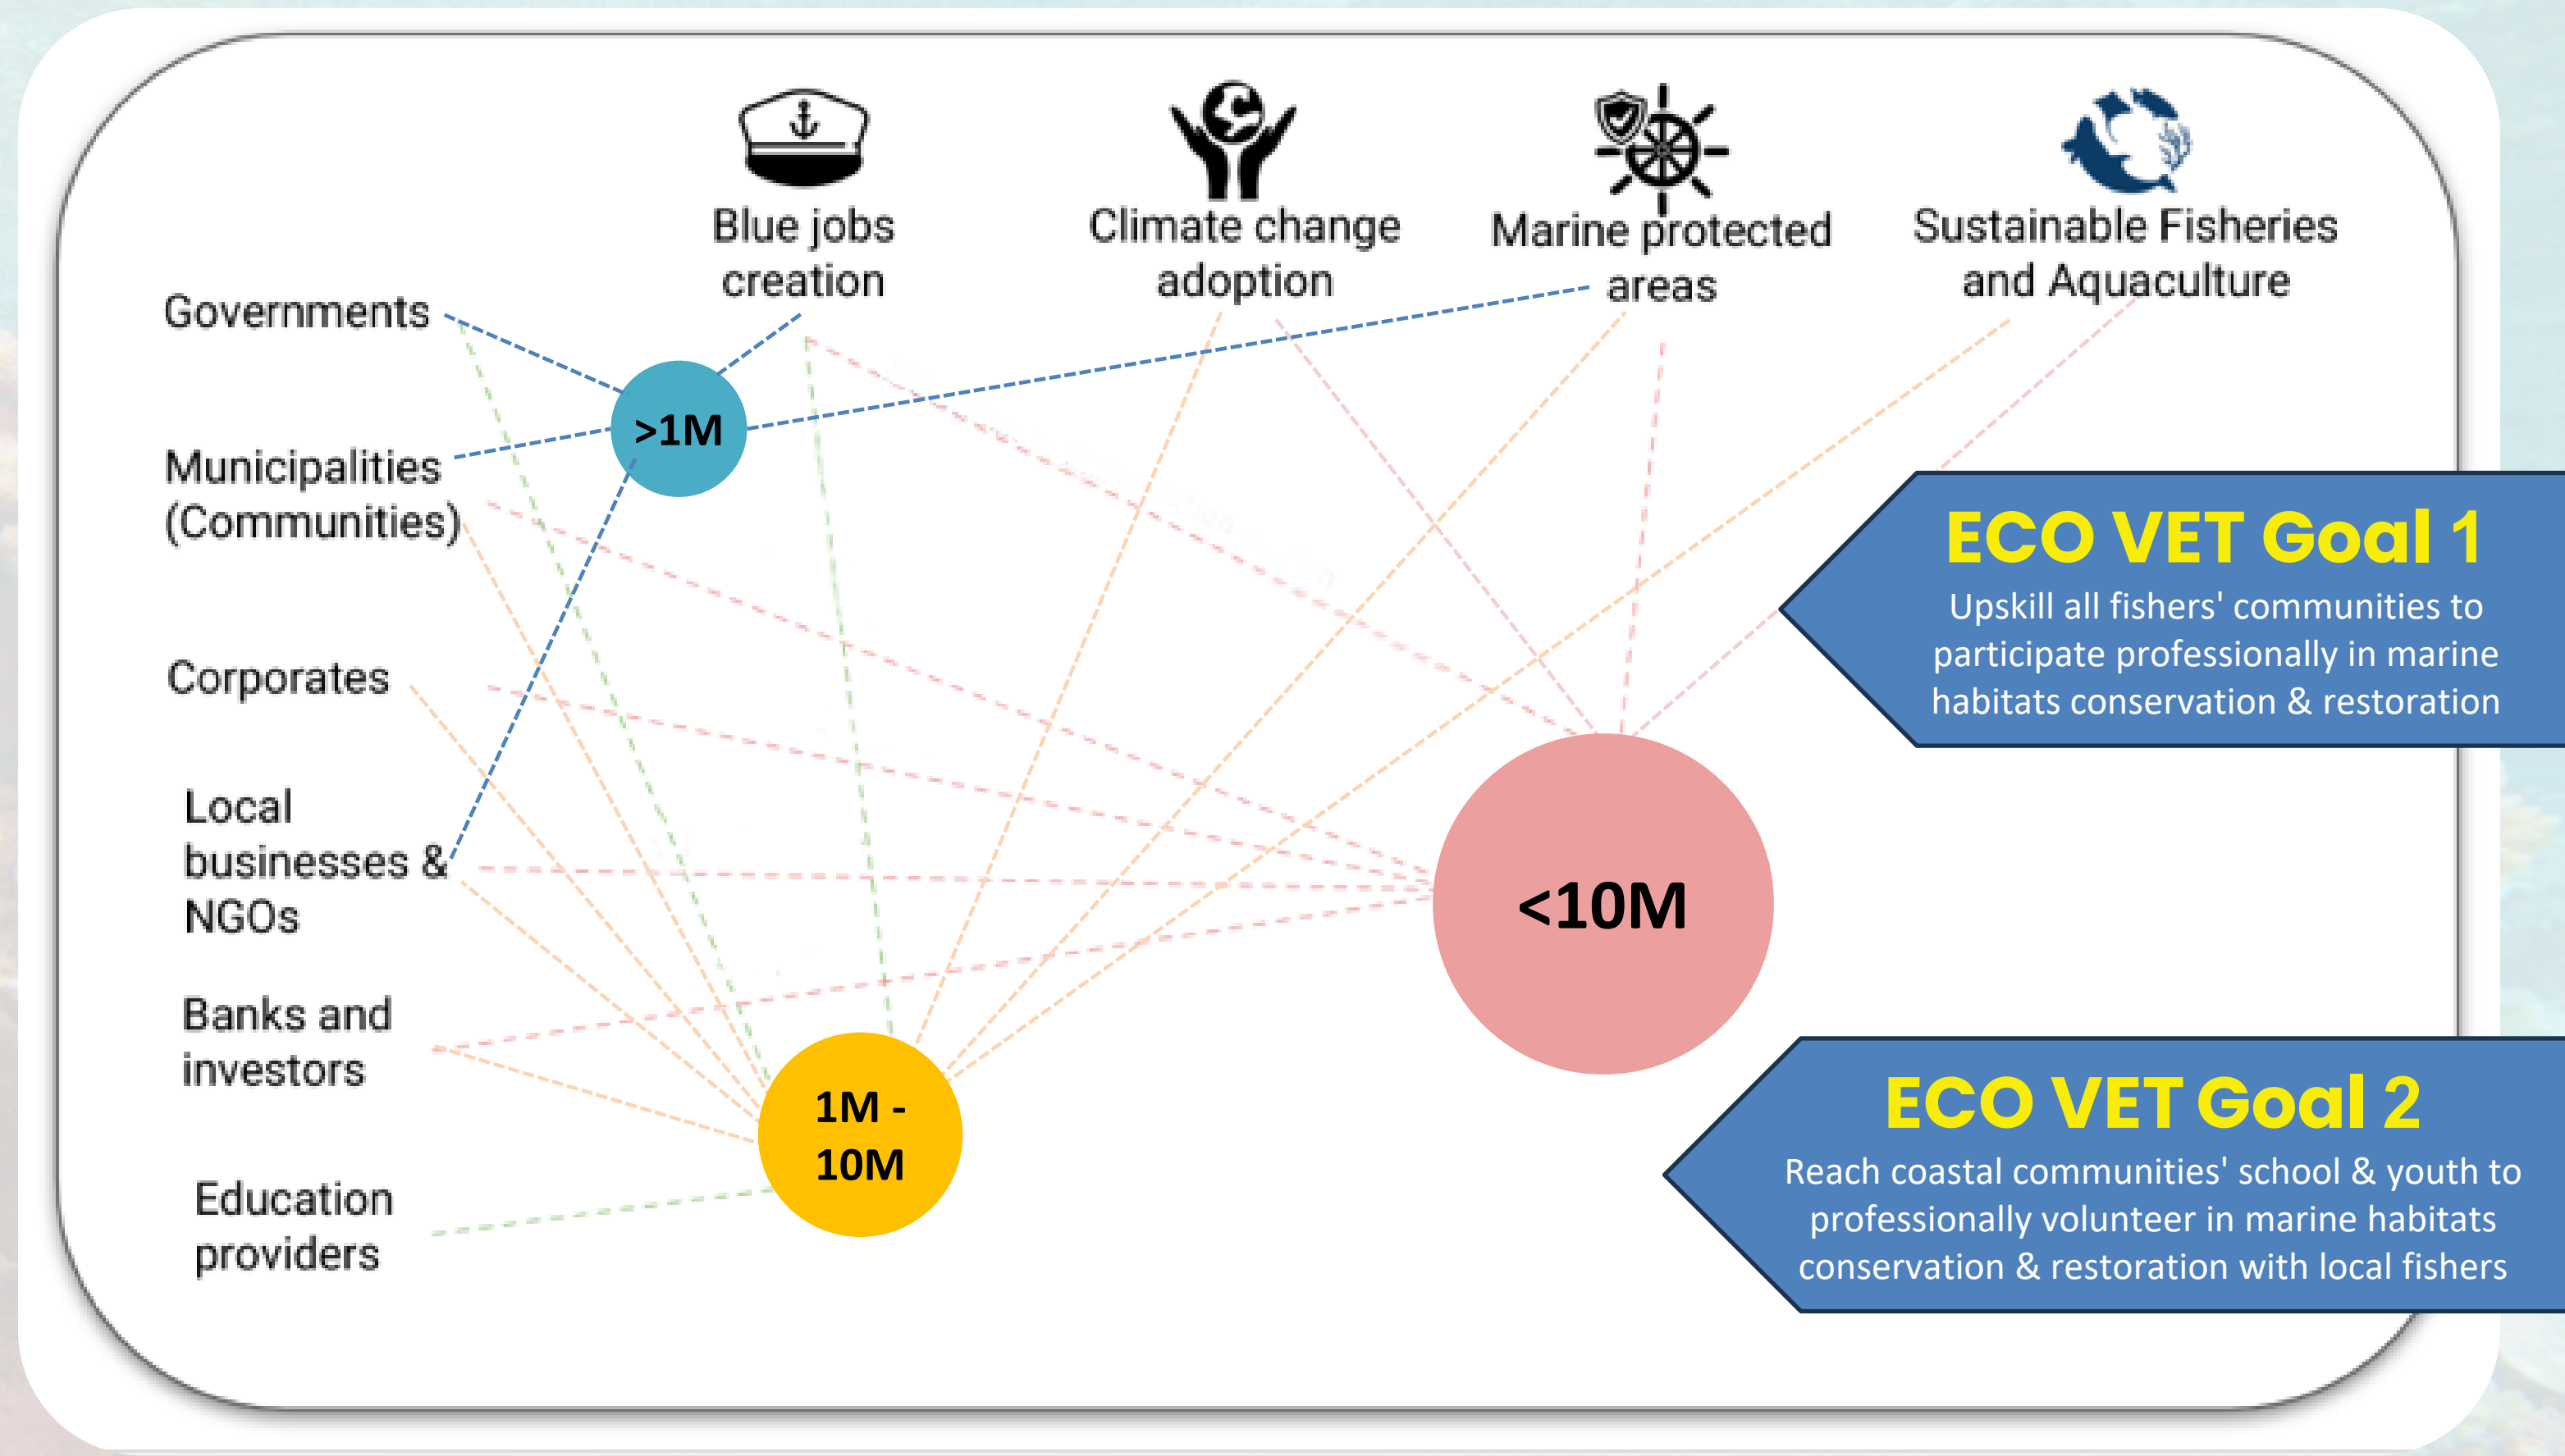 Blue jobs
creation
Climate change
adoption
Marine protected
areas
Sustainable Fisheries
and Aquaculture
Governments
Municipalities
(Communities)
Corporates
Local
businesses &
NGOs
Banks and
investors
Education
providers
>1M
<10M
1M -
10M
ECO VET Goal 1
Upskill all fishers' communities to
participate professionally in marine
habitats conservation & restoration
ECO VET Goal 2
Reach coastal communities' school & youth to
professionally volunteer in marine habitats
conservation & restoration with local fishers